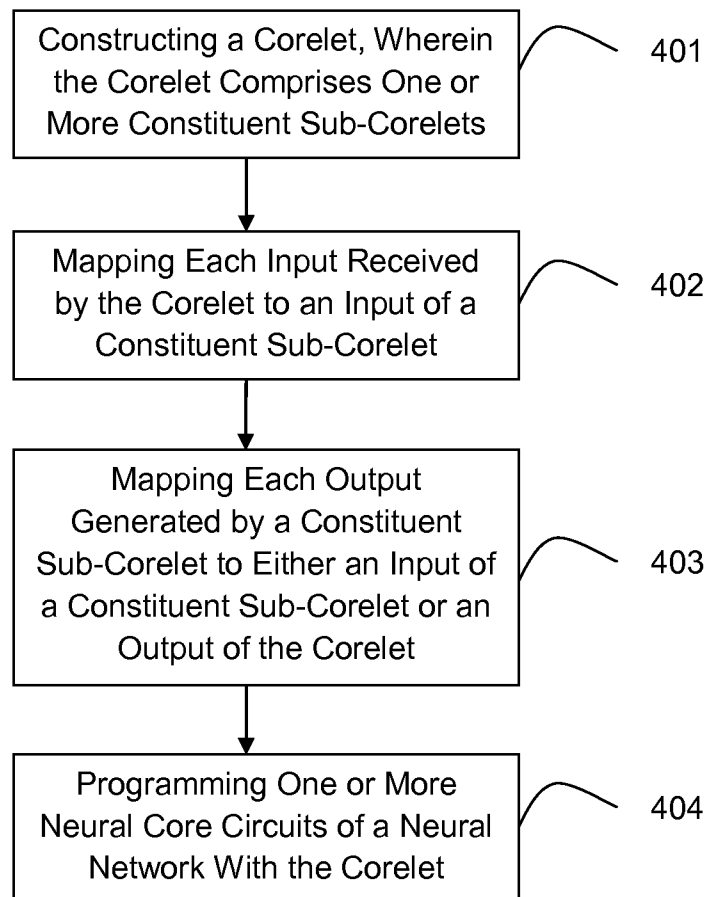 Constructing a Corelet, Wherein
the Corelet Comprises One or
More Constituent Sub-Corelets
401
Mapping Each Input Received
by the Corelet to an Input of a
Constituent Sub-Corelet
402
Mapping Each Output
Generated by a Constituent
Sub-Corelet to Either an Input of
a Constituent Sub-Corelet or an
Output of the Corelet
403
Programming One or More
Neural Core Circuits of a Neural
Network With the Corelet
404